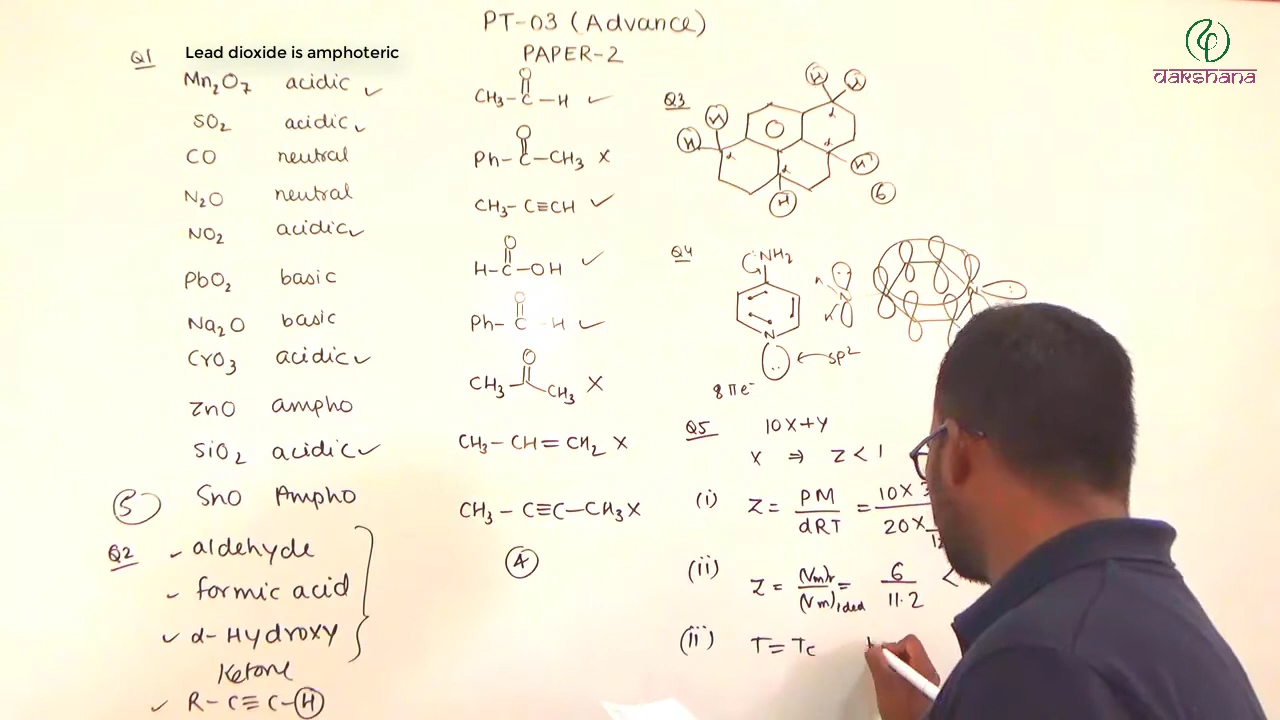 PT-03 (Advance)
PAPER-2
dakshana
Q1 Lead dioxide is amphoteric
Mn2O7 acidic ✓
SO2 acidic ✓
CO neutral
N2O neutral
NO2 acidic ✓
PbO2 basic
Na2O basic
CrO3 acidic ✓
ZnO ampho
SiO2 acidic ✓
SnO Ampho
5
Q2 ✓ aldehyde
✓ formic acid
✓ α-Hydroxy
Ketone
✓ R-C≡C-H
O
CH3-C-H ✓
O
Ph-C-CH3 X
CH3-C≡CH ✓
O
H-C-OH ✓
O
Ph-C-H ✓
O
CH3 CH3 X
CH3-CH=CH2 X
CH3-C≡C-CH3 X
4
Q3
H H
H H α
α α H
α
H
6
Q4 :NH2
N N N
sp2
8πe-
Q5 10x+y
x ⇒ Z<1
(i) Z = PM/dRT = 10X3 / 20X
(ii) Z = (Vm)r/(Vm)ideal = 6/11.2 <
(ii) T=Tc